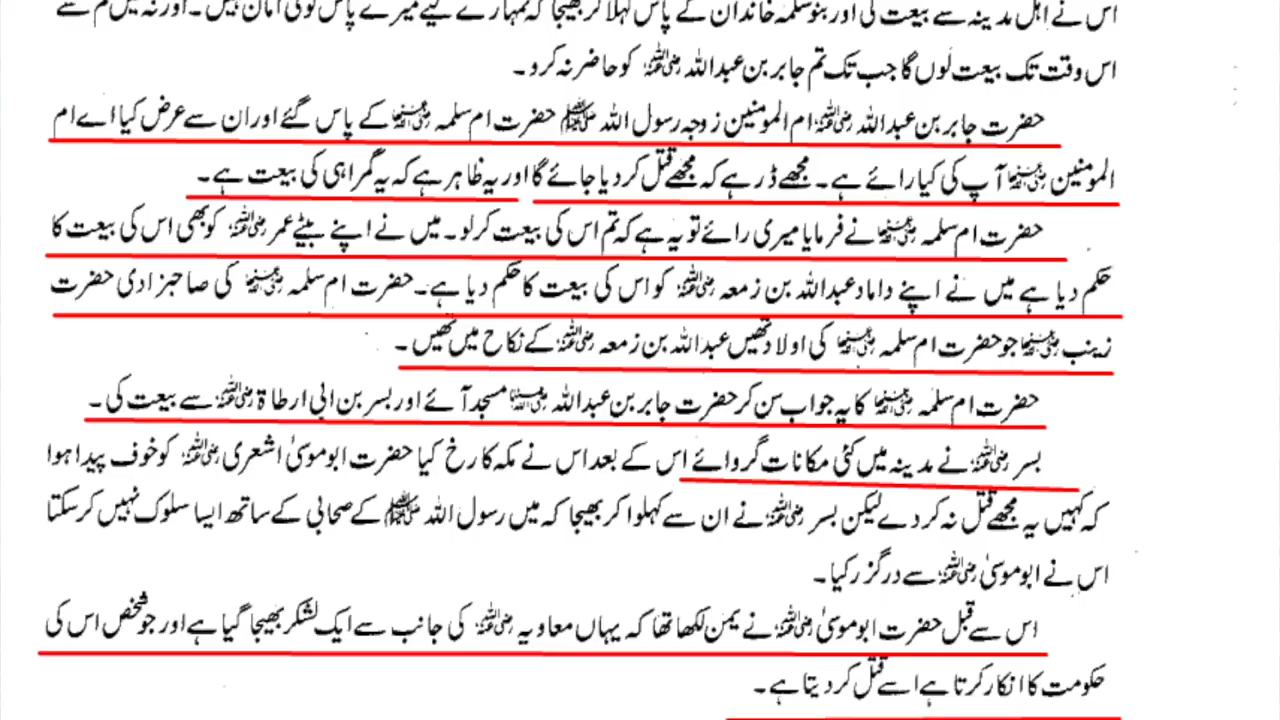 اس نے اہل مدینہ سے بیعت لی اور بنو سلمہ خاندان کے پاس کہلا کر بھیجا کہ تمہارے لیے میرے پاس کوئی امان نہیں۔ اور نہ میں تم سے
اس وقت تک بیعت لوں گا جب تک تم جابر بن عبداللہ رضی اللہ عنہ کو حاضر نہ کرو۔
حضرت جابر بن عبداللہ رضی اللہ عنہ ام المومنین زوجہ رسول اللہ ﷺ حضرت ام سلمہ رضی اللہ عنہا کے پاس گئے اور ان سے عرض کیا اے ام
المومنین رضی اللہ عنہا آپ کی کیا رائے ہے۔ مجھے ڈر ہے کہ مجھے قتل کر دیا جائے گا اور یہ ظاہر ہے کہ یہ گمراہی کی بیعت ہے۔
حضرت ام سلمہ رضی اللہ عنہا نے فرمایا میری رائے تو یہ ہے کہ تم اس کی بیعت کر لو۔ میں نے اپنے بیٹے عمر رضی اللہ عنہ کو بھی اس کی بیعت کا
حکم دیا ہے میں نے اپنے داماد عبداللہ بن زمعہ رضی اللہ عنہ کو اس کی بیعت کا حکم دیا ہے۔ حضرت ام سلمہ رضی اللہ عنہا کی صاحبزادی حضرت
زینب رضی اللہ عنہا جو حضرت ام سلمہ رضی اللہ عنہا کی اولاد تھیں عبداللہ بن زمعہ رضی اللہ عنہ کے نکاح میں تھیں۔
حضرت ام سلمہ رضی اللہ عنہا کا یہ جواب سن کر حضرت جابر بن عبداللہ رضی اللہ عنہما مسجد آئے اور بسر بن ابی ارطاۃ رضی اللہ عنہ سے بیعت کی۔
بسر رضی اللہ عنہ نے مدینہ میں کئی مکانات گروائے اس کے بعد اس نے مکہ کا رخ کیا حضرت ابو موسیٰ اشعری رضی اللہ عنہ کو خوف پیدا ہوا
کہ کہیں یہ مجھے قتل نہ کر دے لیکن بسر رضی اللہ عنہ نے ان سے کہلوا کر بھیجا کہ میں رسول اللہ ﷺ کے صحابی کے ساتھ ایسا سلوک نہیں کر سکتا
اس نے ابو موسیٰ رضی اللہ عنہ سے درگزر کیا۔
اس سے قبل حضرت ابو موسیٰ رضی اللہ عنہ نے یمن لکھا تھا کہ یہاں معاویہ رضی اللہ عنہ کی جانب سے ایک لشکر بھیجا گیا ہے اور جو شخص اس کی
حکومت کا انکار کرتا ہے اسے قتل کر دیتا ہے۔